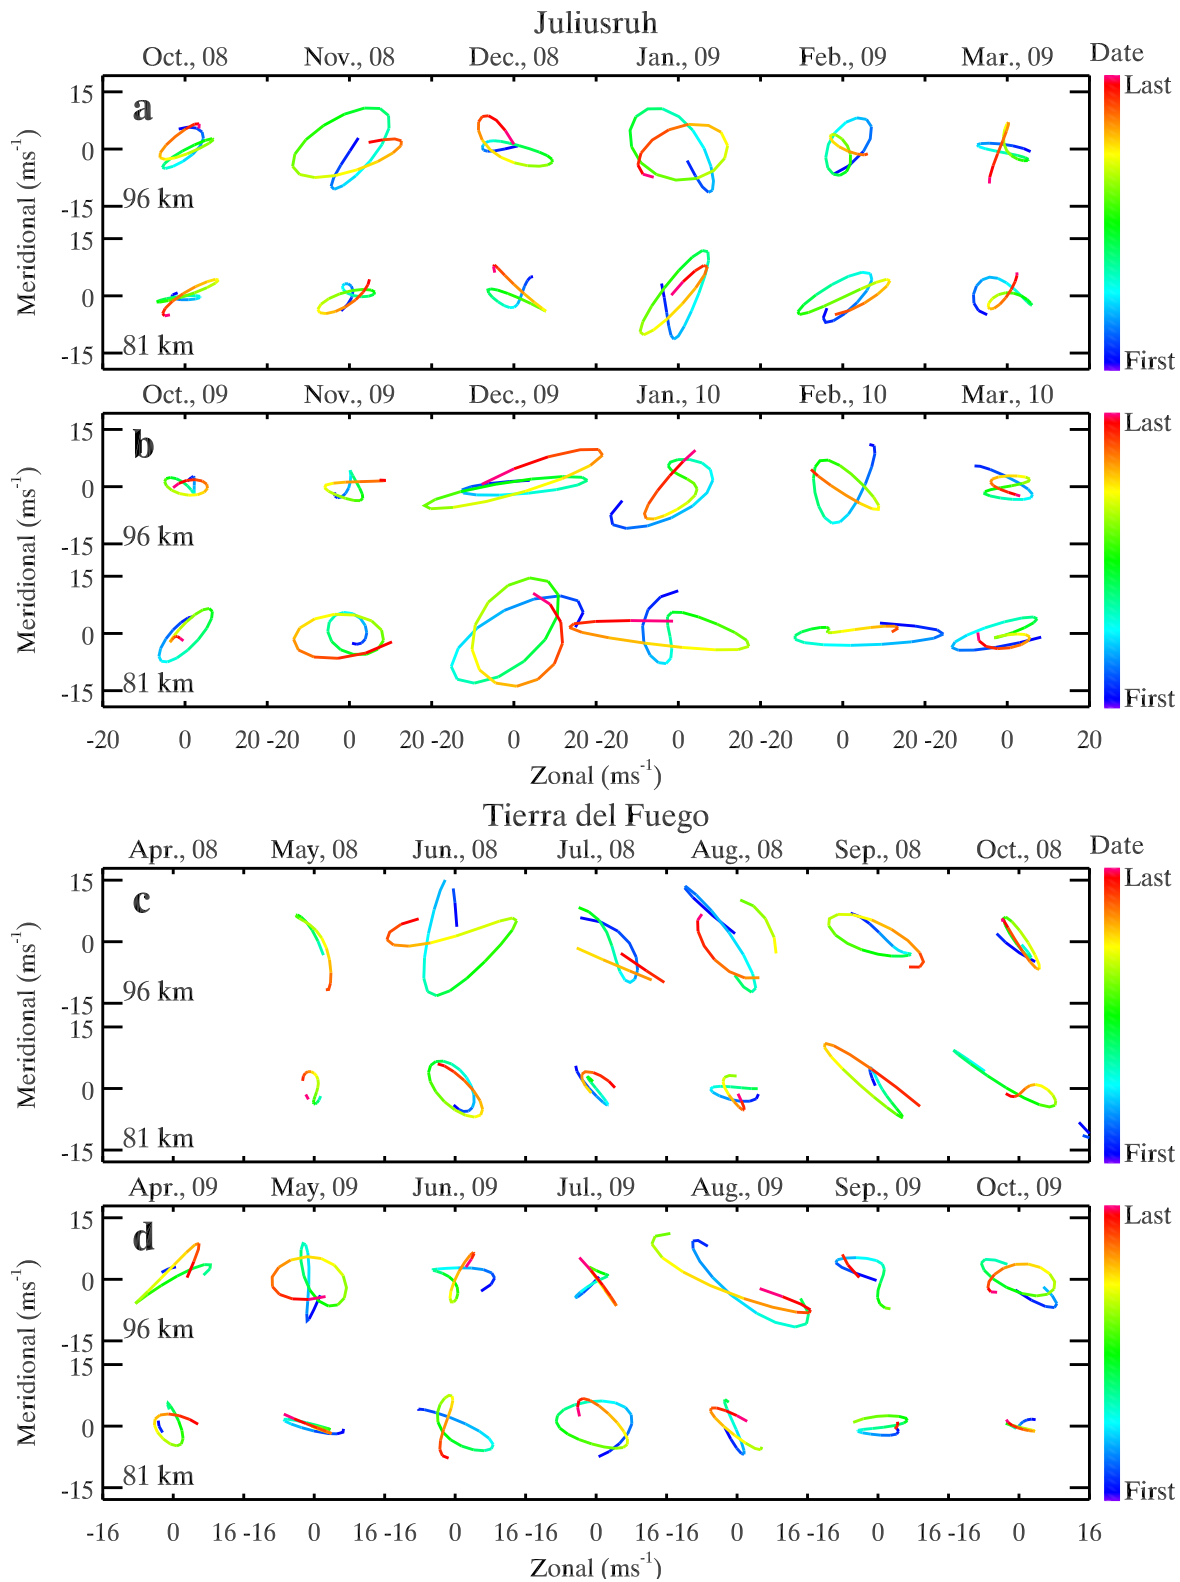 Juliusruh
Oct., 08 Nov., 08 Dec., 08 Jan., 09 Feb., 09 Mar., 09 Date
a
15
0
-15
96 km
15
0
-15
81 km
Meridional (ms⁻¹)
Meridional (ms⁻¹)
Last
First
Oct., 09 Nov., 09 Dec., 09 Jan., 10 Feb., 10 Mar., 10
b
15
0
-15
96 km
15
0
-15
81 km
Meridional (ms⁻¹)
Last
First
-20 0 20 -20 0 20 -20 0 20 -20 0 20 -20 0 20 -20 0 20
Zonal (ms⁻¹)
Tierra del Fuego
Apr., 08 May, 08 Jun., 08 Jul., 08 Aug., 08 Sep., 08 Oct., 08 Date
c
15
0
-15
96 km
15
0
-15
81 km
Meridional (ms⁻¹)
Last
First
Apr., 09 May, 09 Jun., 09 Jul., 09 Aug., 09 Sep., 09 Oct., 09
d
15
0
-15
96 km
15
0
-15
81 km
Meridional (ms⁻¹)
Last
First
-16 0 16 -16 0 16 -16 0 16 -16 0 16 -16 0 16 -16 0 16 -16 0 16
Zonal (ms⁻¹)